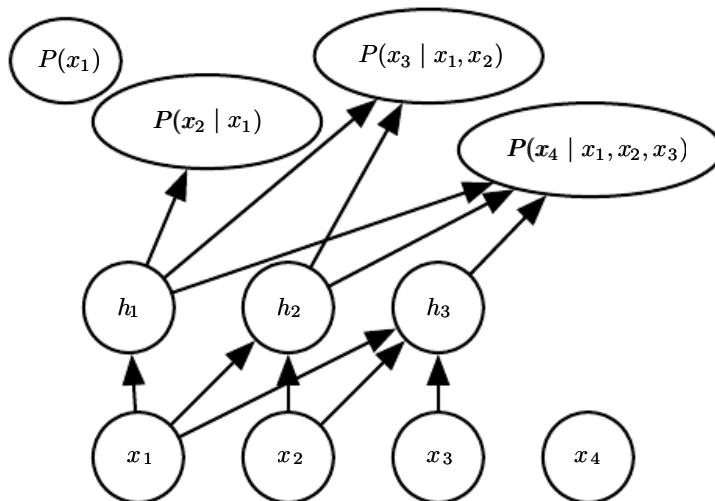 P(x₁)
P(x₃ | x₁, x₂)
P(x₂ | x₁)
P(x₄ | x₁, x₂, x₃)
h₁
h₂
h₃
x₁
x₂
x₃
x₄